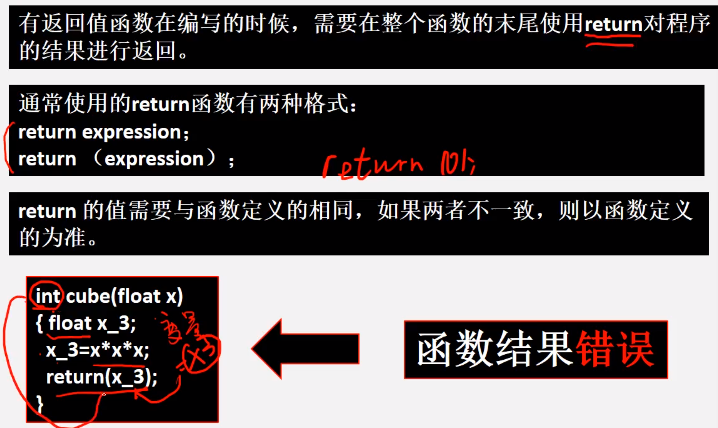 有返回值函数在编写的时候，需要在整个函数的末尾使用return对程序
的结果进行返回。
通常使用的return函数有两种格式：
return expression；
return （expression）；
return 101;
return 的值需要与函数定义的相同，如果两者不一致，则以函数定义
的为准。
int cube(float x)
{ float x_3;
变量
x_3=x*x*x;
x3
return(x_3);
}
函数结果错误